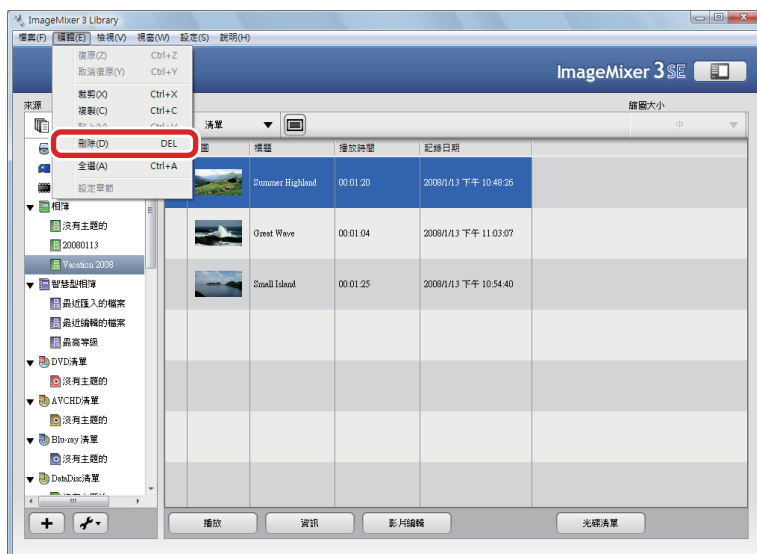 ImageMixer 3 Library
檔案(F) 編輯(E) 檢視(V) 視窗(W) 設定(S) 說明(H)
復原(Z) Ctrl+Z
取消復原(Y) Ctrl+Y
裁剪(X) Ctrl+X
複製(C) Ctrl+C
刪除(D) DEL
全選(A) Ctrl+A
設定章節
ImageMixer 3 SE
來源
縮圖大小
清單
中
圖 標題 播放時間 記錄日期
Summer Highland 00:01:20 2008/1/13 下午 10:48:26
Great Wave 00:01:04 2008/1/13 下午 11:03:07
Small Island 00:01:25 2008/1/13 下午 10:54:40
相簿
沒有主題的
20080113
Vacation 2008
智慧型相簿
最近匯入的檔案
最近編輯的檔案
最高等級
DVD清單
沒有主題的
AVCHD清單
沒有主題的
Blu-ray 清單
沒有主題的
DataDisc清單
播放 資訊 影片編輯 光碟清單